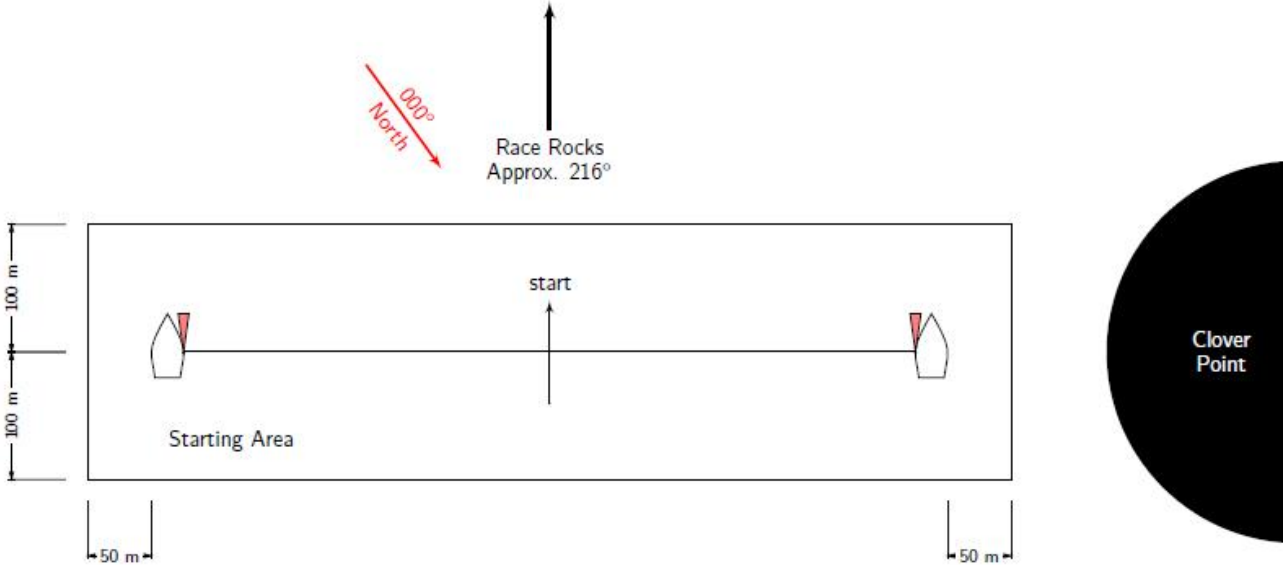 000°
North
Race Rocks
Approx. 216°
100 m
start
Clover
Point
100 m
Starting Area
50 m
50 m